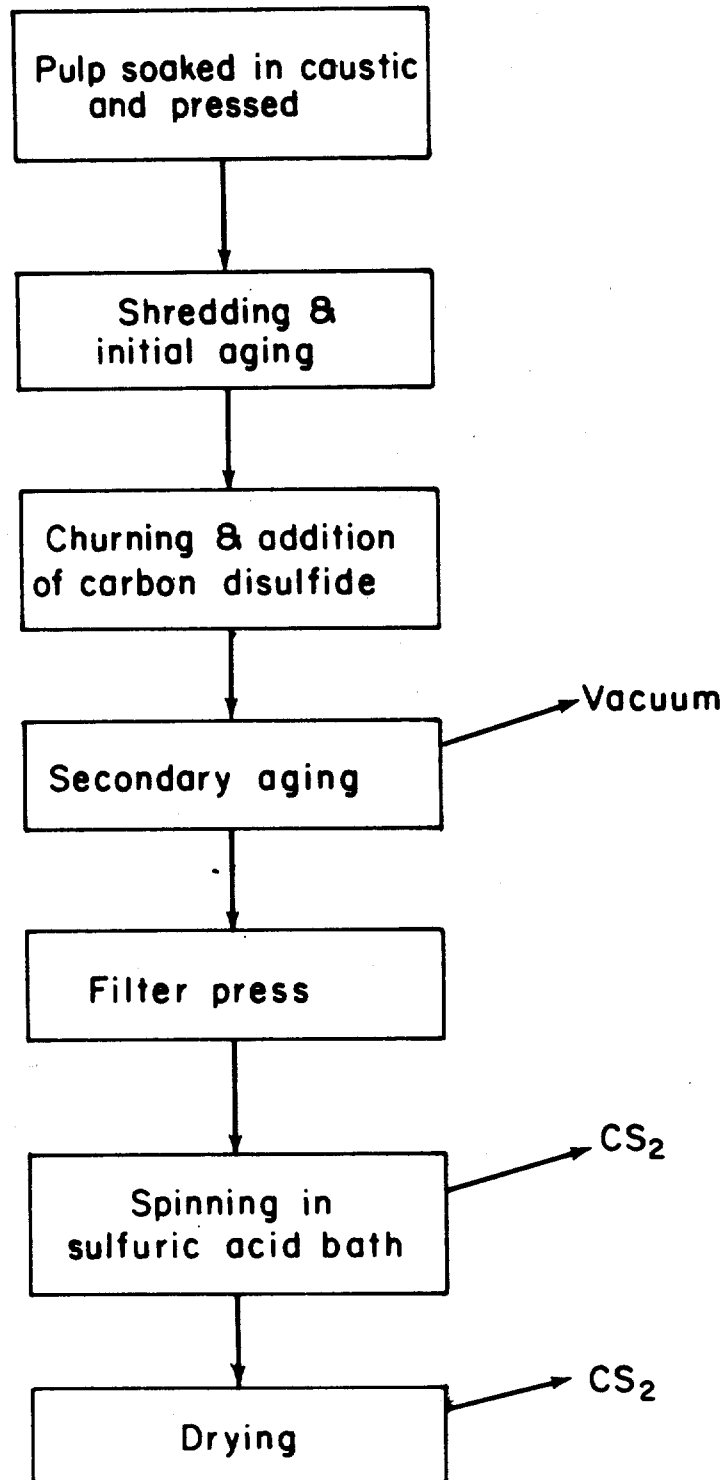 Pulp soaked in caustic
and pressed
Shredding &
initial aging
Churning & addition
of carbon disulfide
Vacuum
Secondary aging
Filter press
CS₂
Spinning in
sulfuric acid bath
CS₂
Drying